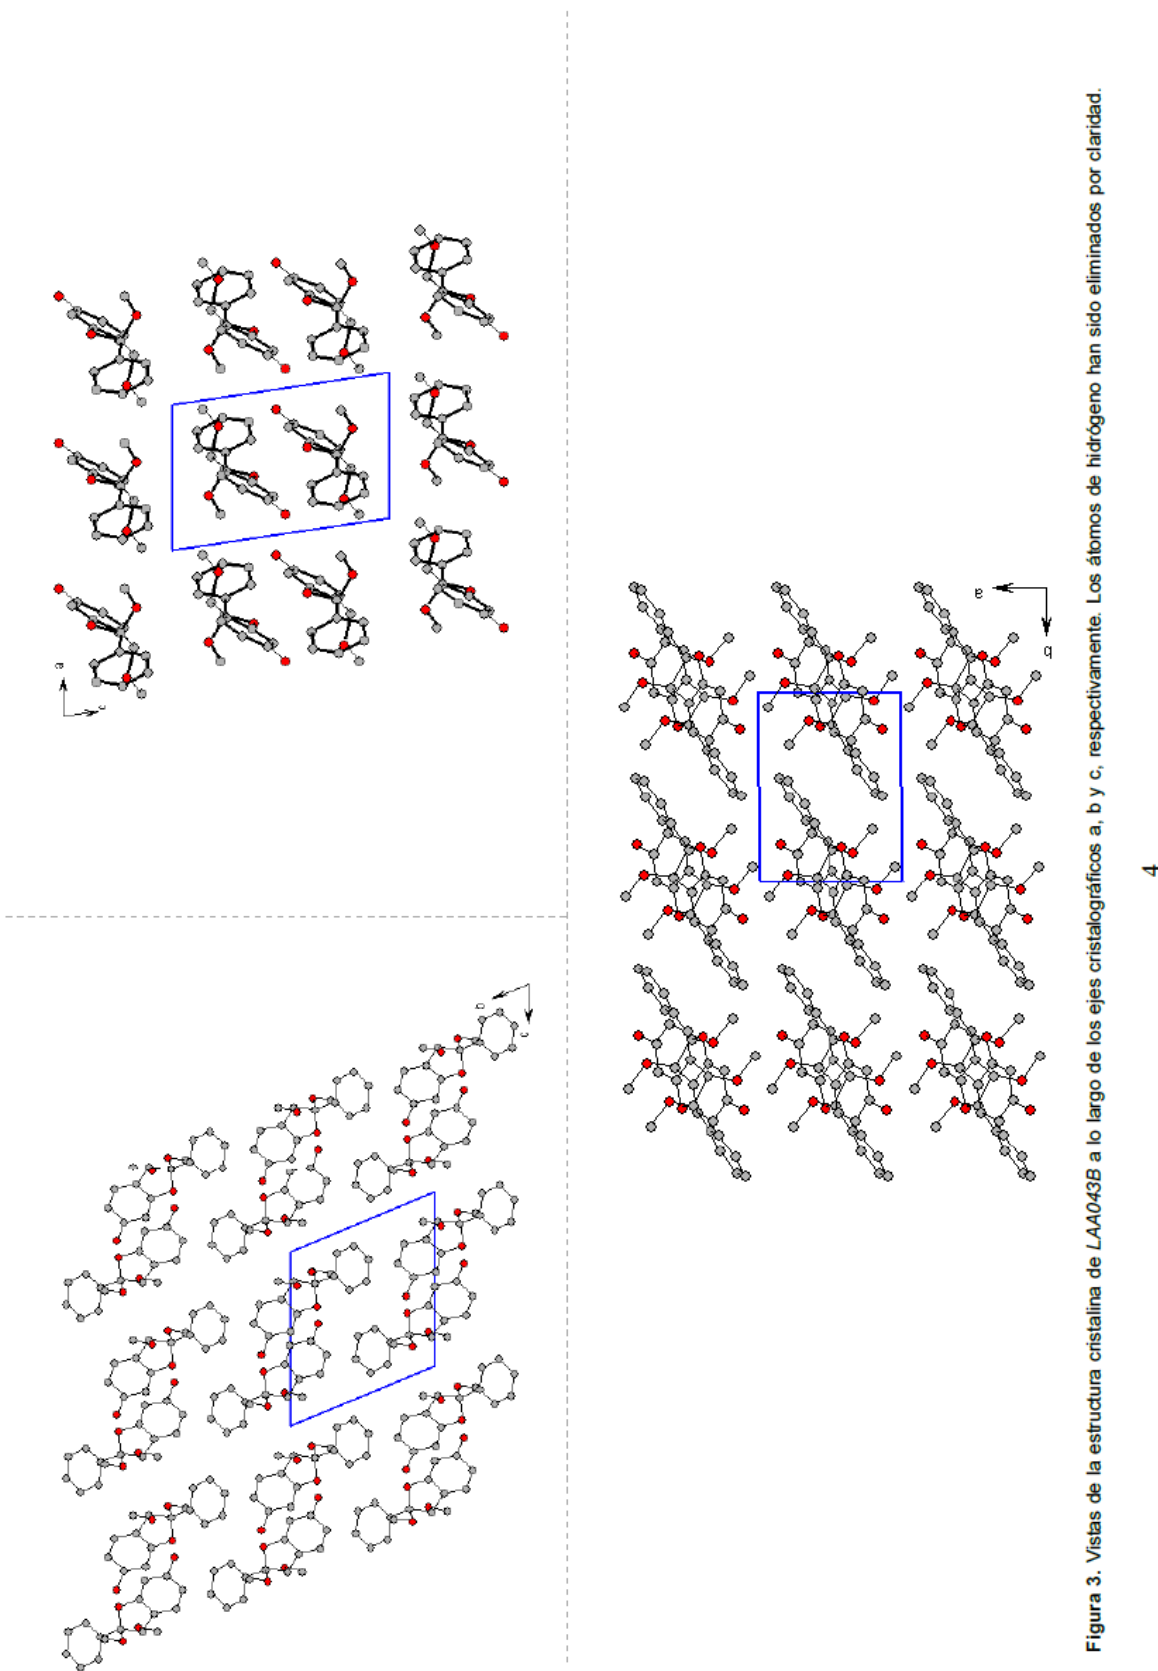 a
c
b
c
a
b
Figura 3. Vistas de la estructura cristalina de LAA043B a lo largo de los ejes cristalográficos a, b y c, respectivamente. Los átomos de hidrógeno han sido eliminados por claridad.
4